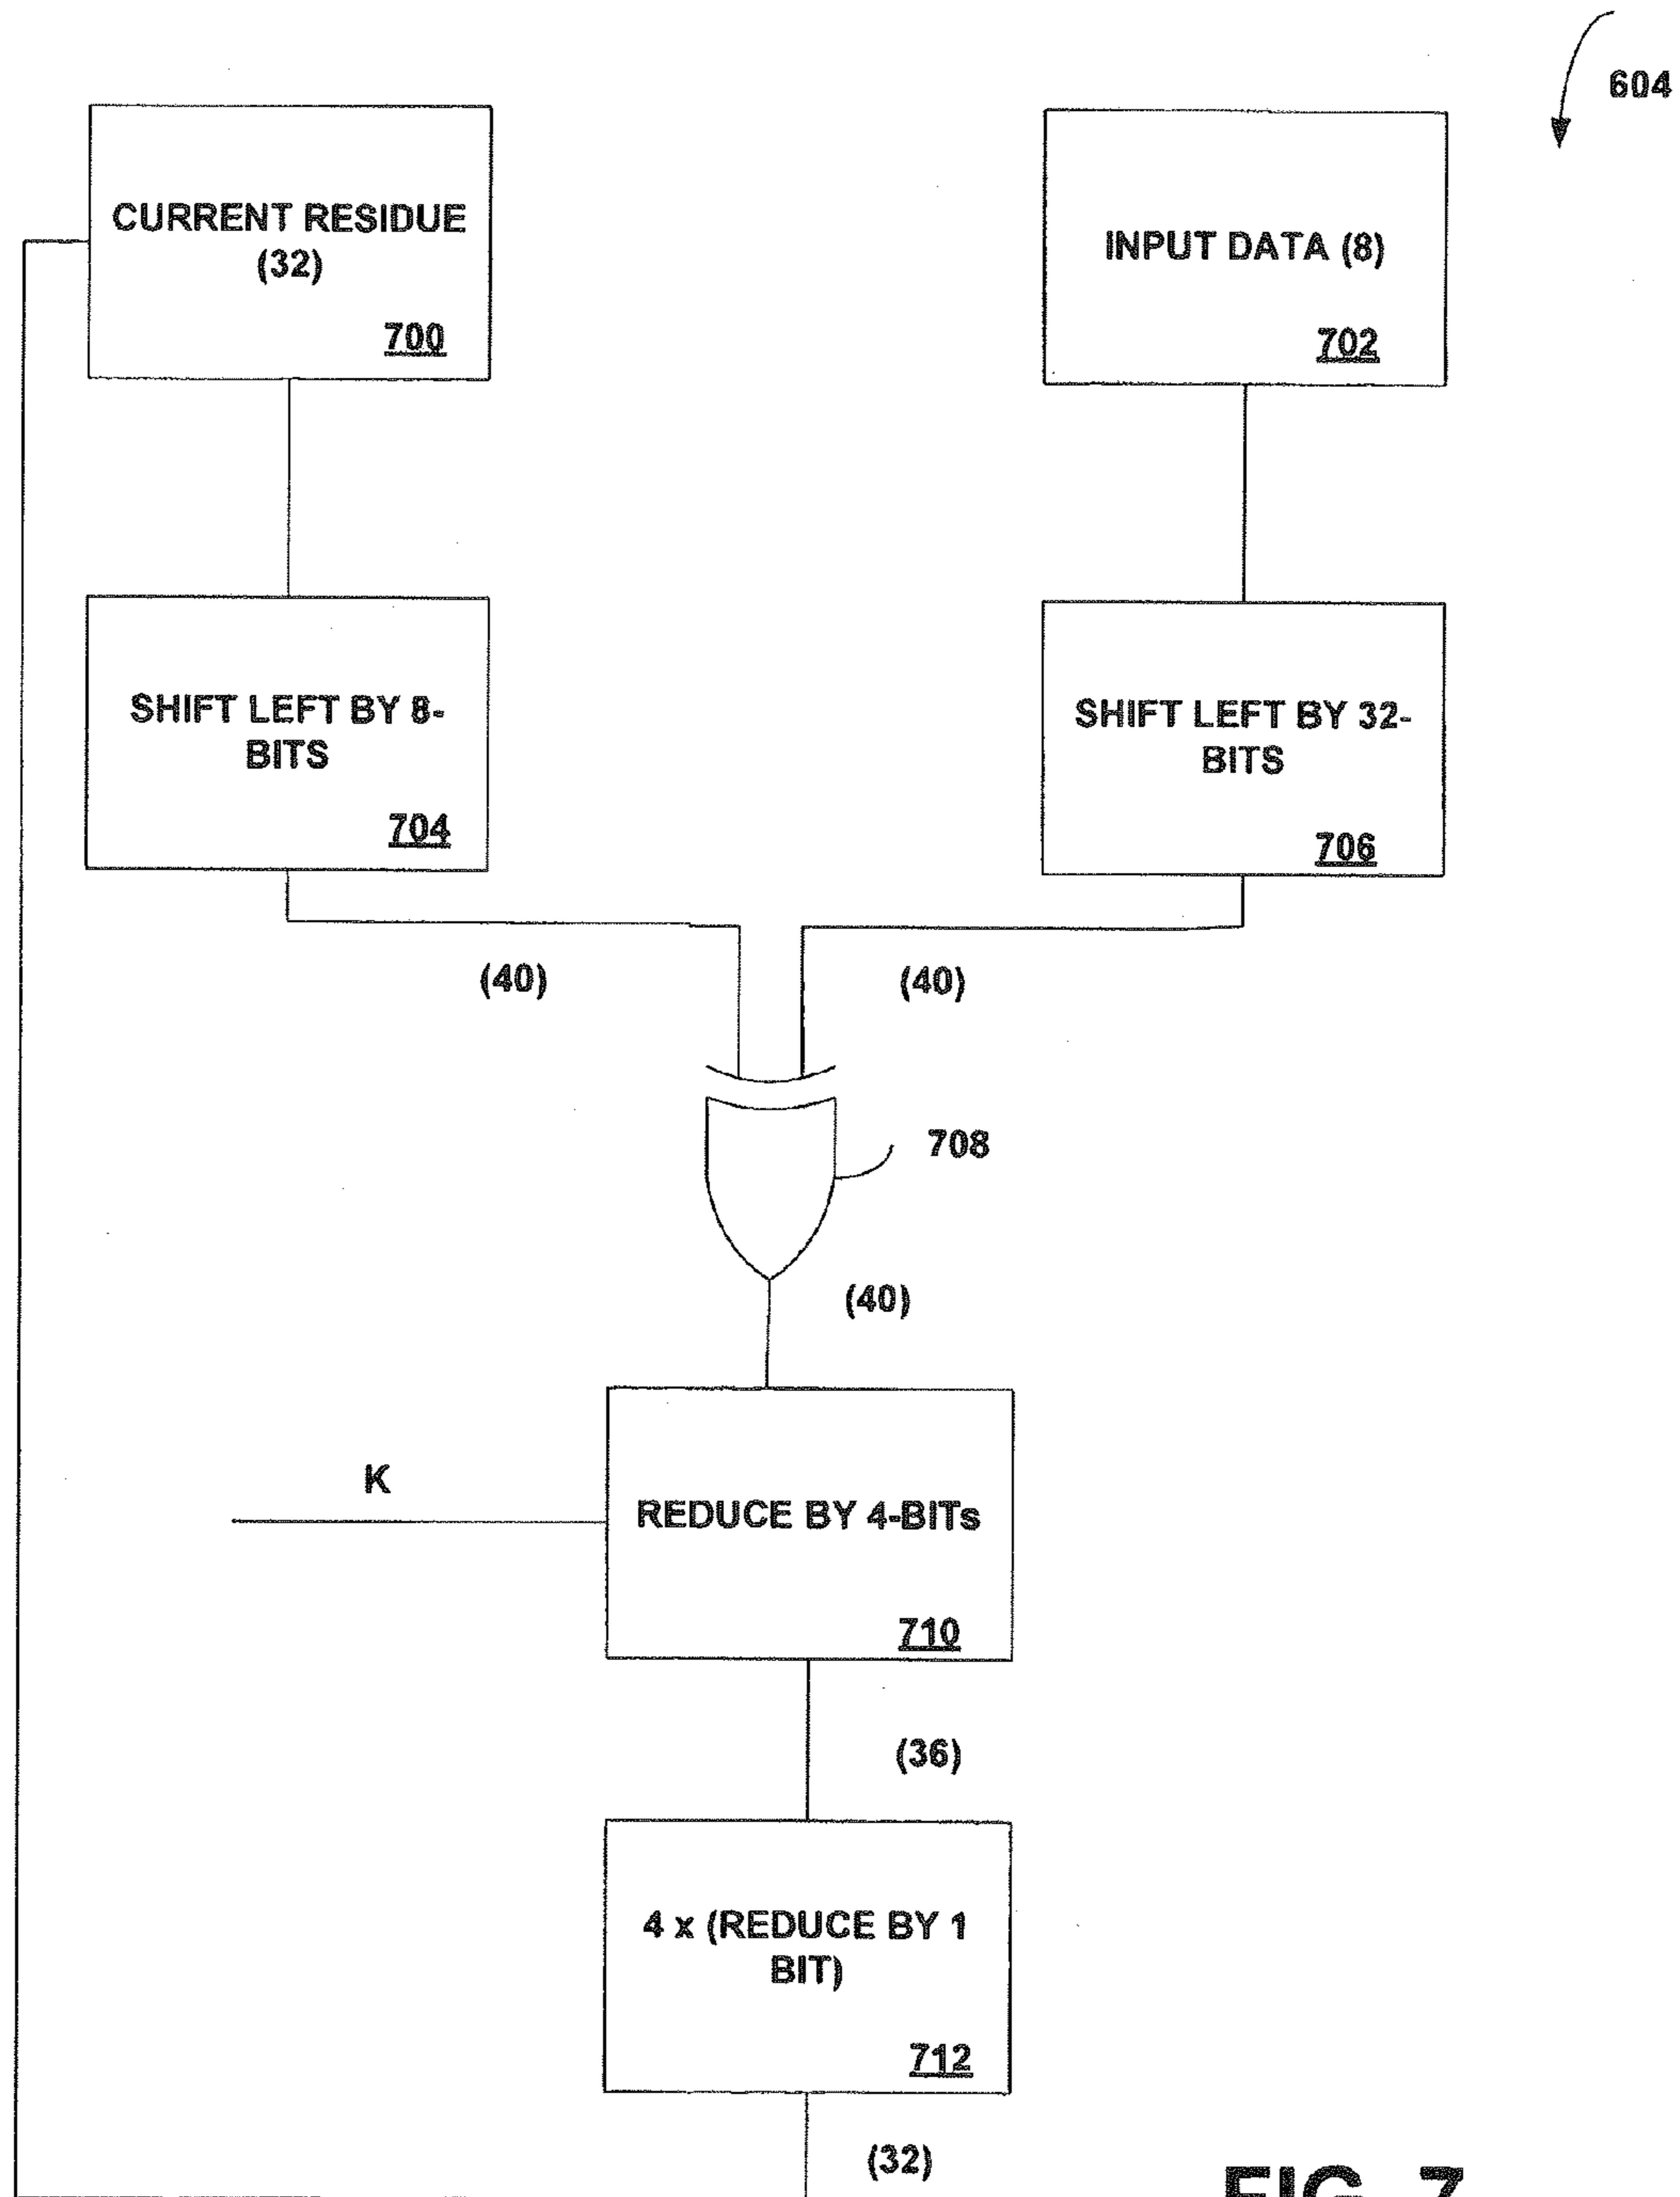 604
CURRENT RESIDUE
(32)
700
INPUT DATA (8)
702
SHIFT LEFT BY 8-
BITS
704
SHIFT LEFT BY 32-
BITS
706
(40)
(40)
708
(40)
K
REDUCE BY 4-BITs
710
(36)
4 x (REDUCE BY 1
BIT)
712
(32)
FIG. 7